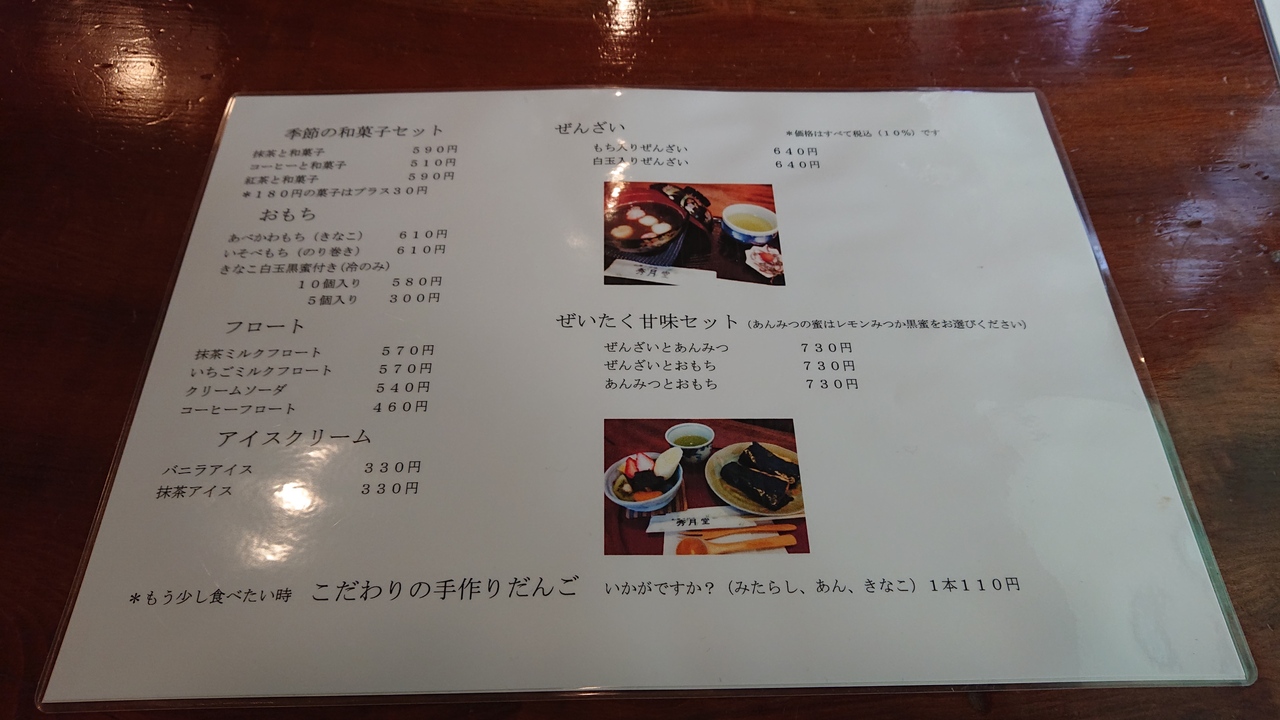 季節の和菓子セット
抹茶と和菓子 590円
コーヒーと和菓子 510円
紅茶と和菓子 590円
＊180円の菓子はプラス30円
おもち
あべかわもち（きなこ） 610円
いそべもち（のり巻き） 610円
きなこ白玉黒蜜付き(冷のみ)
10個入り 580円
5個入り 300円
フロート
抹茶ミルクフロート 570円
いちごミルクフロート 570円
クリームソーダ 540円
コーヒーフロート 460円
アイスクリーム
バニラアイス 330円
抹茶アイス 330円
ぜんざい
＊価格はすべて税込（10％）です
もち入りぜんざい 640円
白玉入りぜんざい 640円
秀月堂
ぜいたく甘味セット（あんみつの蜜はレモンみつか黒蜜をお選びください）
ぜんざいとあんみつ 730円
ぜんざいとおもち 730円
あんみつとおもち 730円
秀月堂
＊もう少し食べたい時 こだわりの手作りだんご いかがですか？（みたらし、あん、きなこ）1本110円